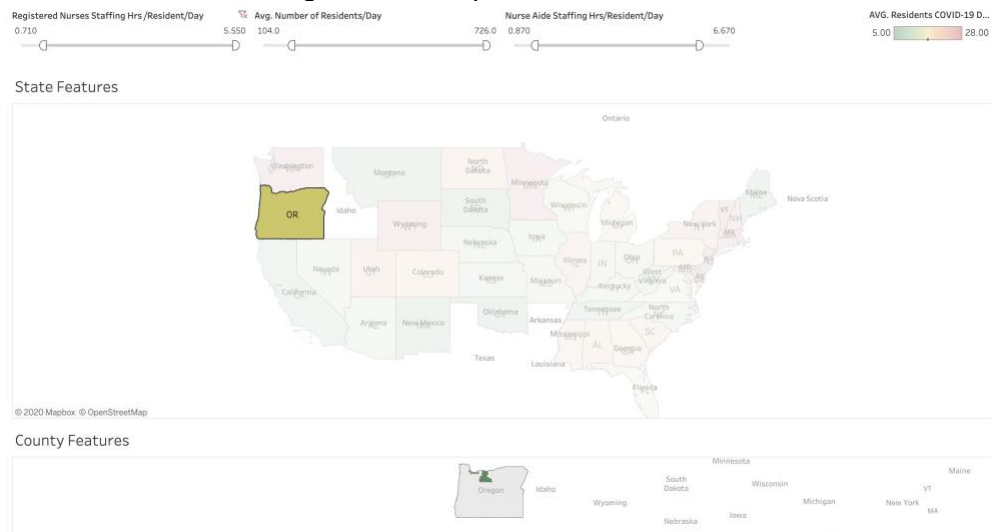 Registered Nurses Staffing Hrs /Resident/Day
Avg. Number of Residents/Day
Nurse Aide Staffing Hrs/Resident/Day
AVG. Residents COVID-19 D...
0.710 5.550
104.0 726.0
0.870 6.670
5.00 28.00
State Features
Ontario
Washington
Montana
North Dakota
Minnesota
Maine
Nova Scotia
OR
Idaho
South Dakota
Wisconsin
Michigan
New York
VT
NH
MA
Wyoming
Nebraska
Iowa
Illinois
IN
Ohio
PA
Nevada
Utah
Colorado
Kansas
Missouri
Kentucky
West Virginia
VA
California
Arizona
New Mexico
Oklahoma
Arkansas
Tennessee
North Carolina
SC
Mississippi
AL
Georgia
Texas
Louisiana
Florida
© 2020 Mapbox © OpenStreetMap
County Features
Minnesota
Oregon
Idaho
South Dakota
Wisconsin
Maine
VT
Wyoming
Michigan
New York
MA
Nebraska
Iowa